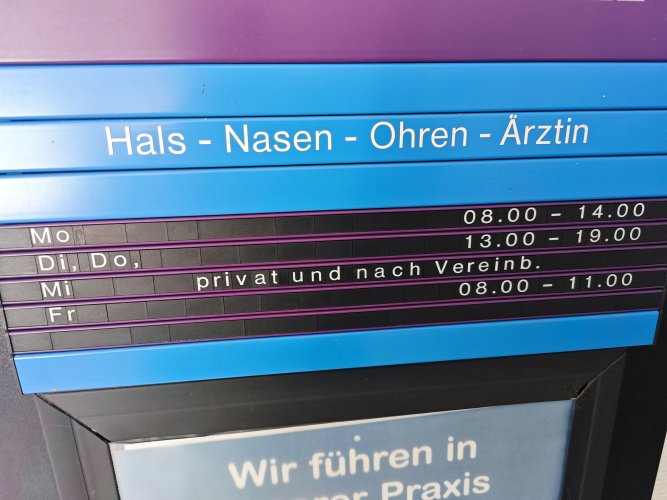 Hals - Nasen - Ohren - Ärztin
Mo 08.00 - 14.00
Di, Do, 13.00 - 19.00
Mi privat und nach Vereinb.
Fr 08.00 - 11.00
Wir führen in
Praxis